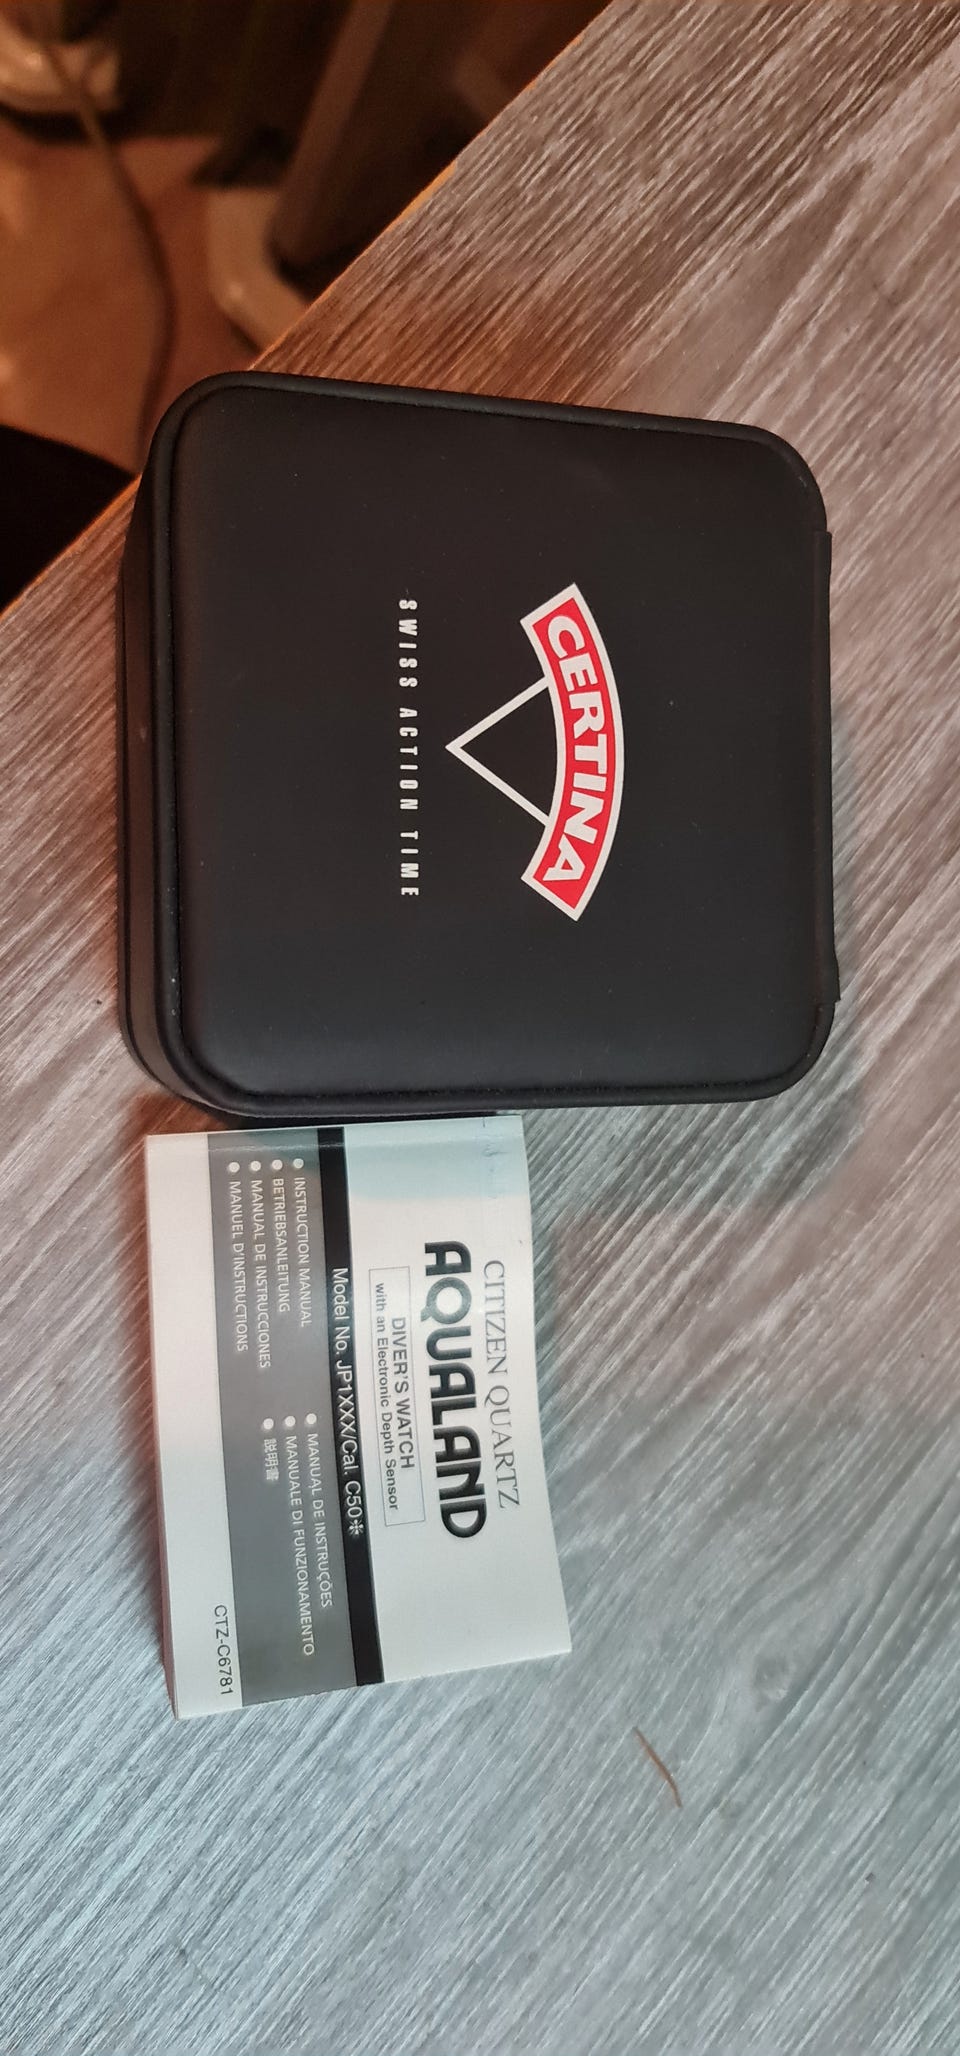 CERTINA
SWISS ACTION TIME
CITIZEN QUARTZ
AQUALAND
DIVER'S WATCH
with an Electronic Depth Sensor
Model No. JP1XXX/Cal. C50✻
● INSTRUCTION MANUAL
● BETRIEBSANLEITUNG
● MANUAL DE INSTRUCCIONES
● MANUEL D'INSTRUCTIONS
● MANUAL DE INSTRUÇÕES
● MANUALE DI FUNZIONAMENTO
● 説明書
CTZ-C6781